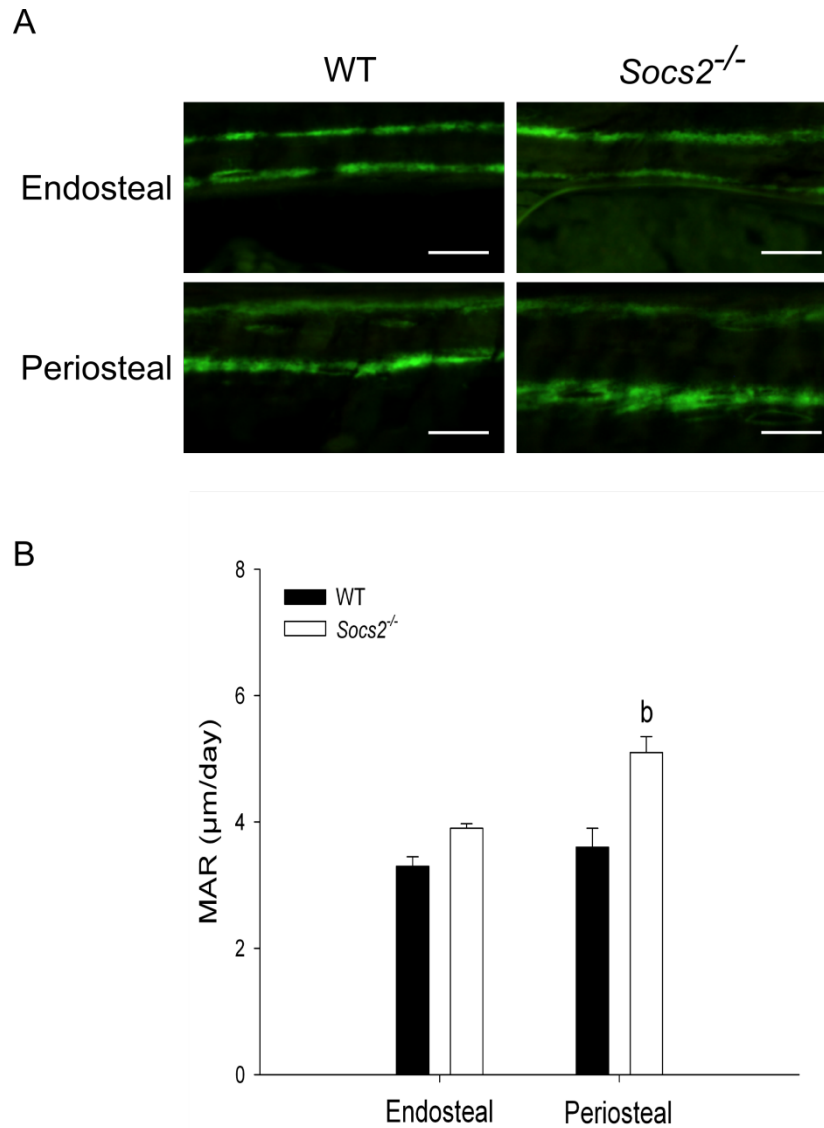 A
WT Socs2-/-
Endosteal
Periosteal
B
8
WT
Socs2-/-
6
b
MAR (µm/day)
4
2
0
Endosteal Periosteal